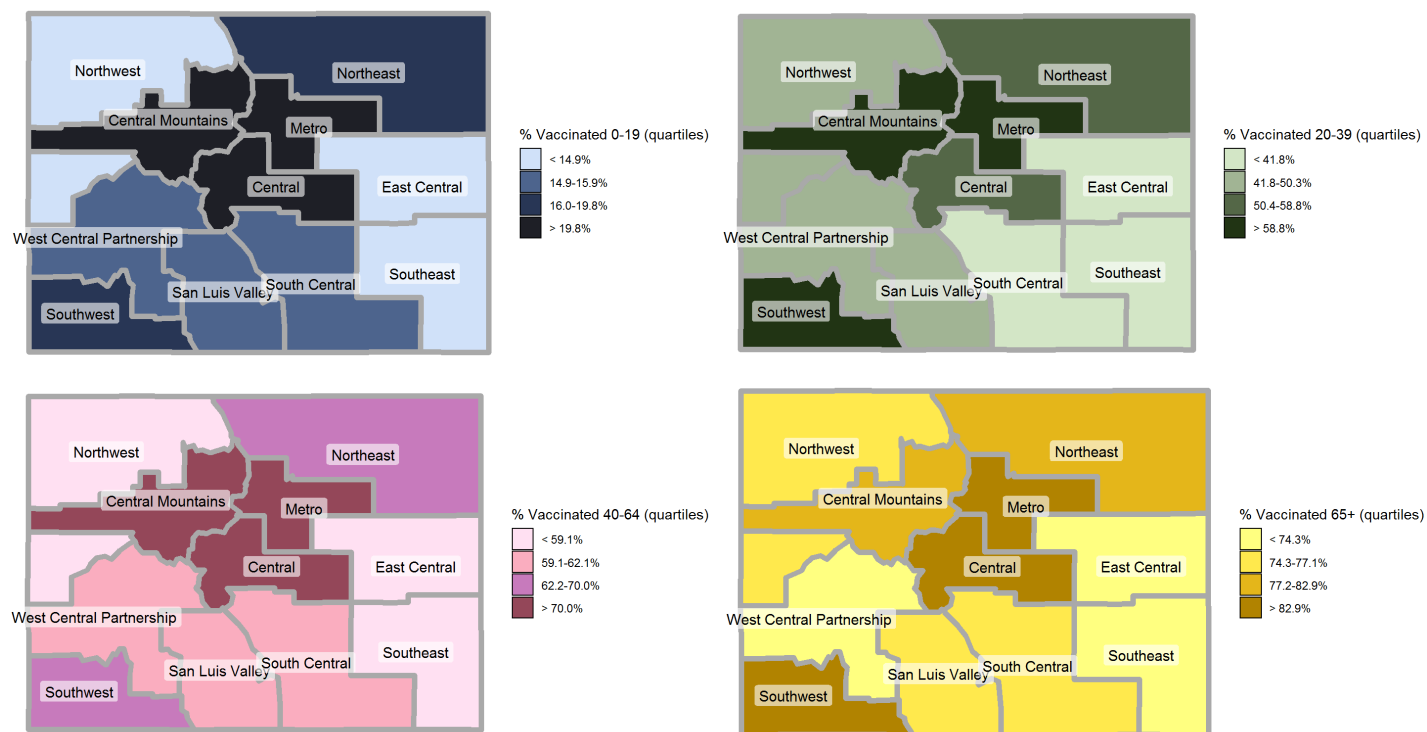 Northwest
Northeast
Central Mountains
Metro
Central
East Central
West Central Partnership
Southeast
San Luis Valley
South Central
Southwest
% Vaccinated 0-19 (quartiles)
< 14.9%
14.9-15.9%
16.0-19.8%
> 19.8%
Northwest
Northeast
Central Mountains
Metro
Central
East Central
West Central Partnership
Southeast
San Luis Valley
South Central
Southwest
% Vaccinated 20-39 (quartiles)
< 41.8%
41.8-50.3%
50.4-58.8%
> 58.8%
Northwest
Northeast
Central Mountains
Metro
Central
East Central
West Central Partnership
Southeast
San Luis Valley
South Central
Southwest
% Vaccinated 40-64 (quartiles)
< 59.1%
59.1-62.1%
62.2-70.0%
> 70.0%
Northwest
Northeast
Central Mountains
Metro
Central
East Central
West Central Partnership
Southeast
San Luis Valley
South Central
Southwest
% Vaccinated 65+ (quartiles)
< 74.3%
74.3-77.1%
77.2-82.9%
> 82.9%